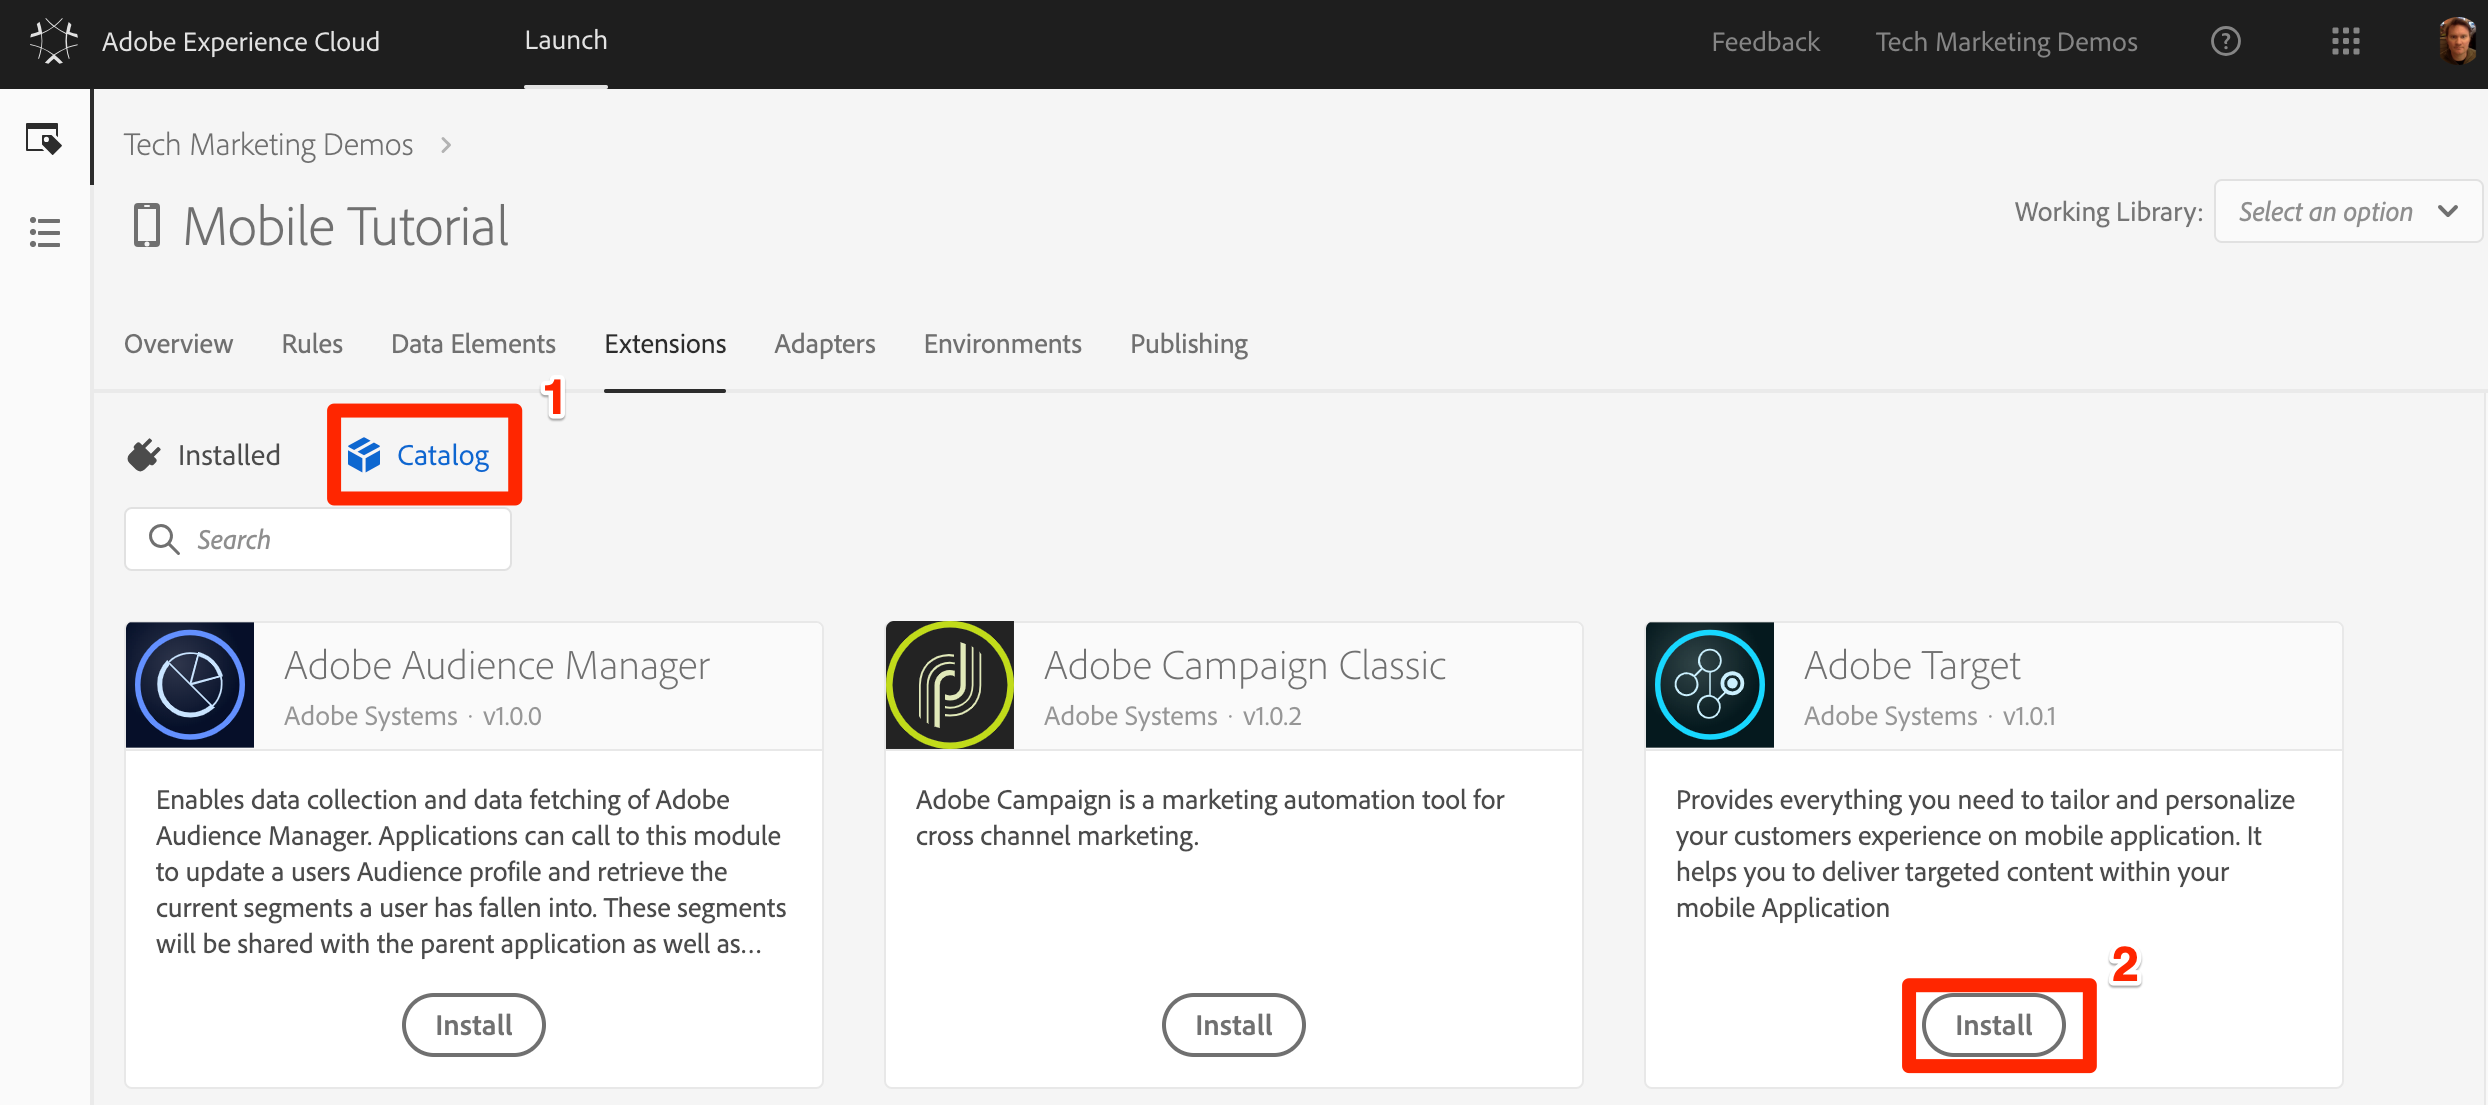 Adobe Experience Cloud
Launch
Feedback
Tech Marketing Demos
?
Tech Marketing Demos
Mobile Tutorial
Working Library:
Select an option
Overview
Rules
Data Elements
Extensions
Adapters
Environments
Publishing
1
Installed
Catalog
Search
Adobe Audience Manager
Adobe Systems · v1.0.0
Enables data collection and data fetching of Adobe
Audience Manager. Applications can call to this module
to update a users Audience profile and retrieve the
current segments a user has fallen into. These segments
will be shared with the parent application as well as...
Install
Adobe Campaign Classic
Adobe Systems · v1.0.2
Adobe Campaign is a marketing automation tool for
cross channel marketing.
Install
Adobe Target
Adobe Systems · v1.0.1
Provides everything you need to tailor and personalize
your customers experience on mobile application. It
helps you to deliver targeted content within your
mobile Application
2
Install